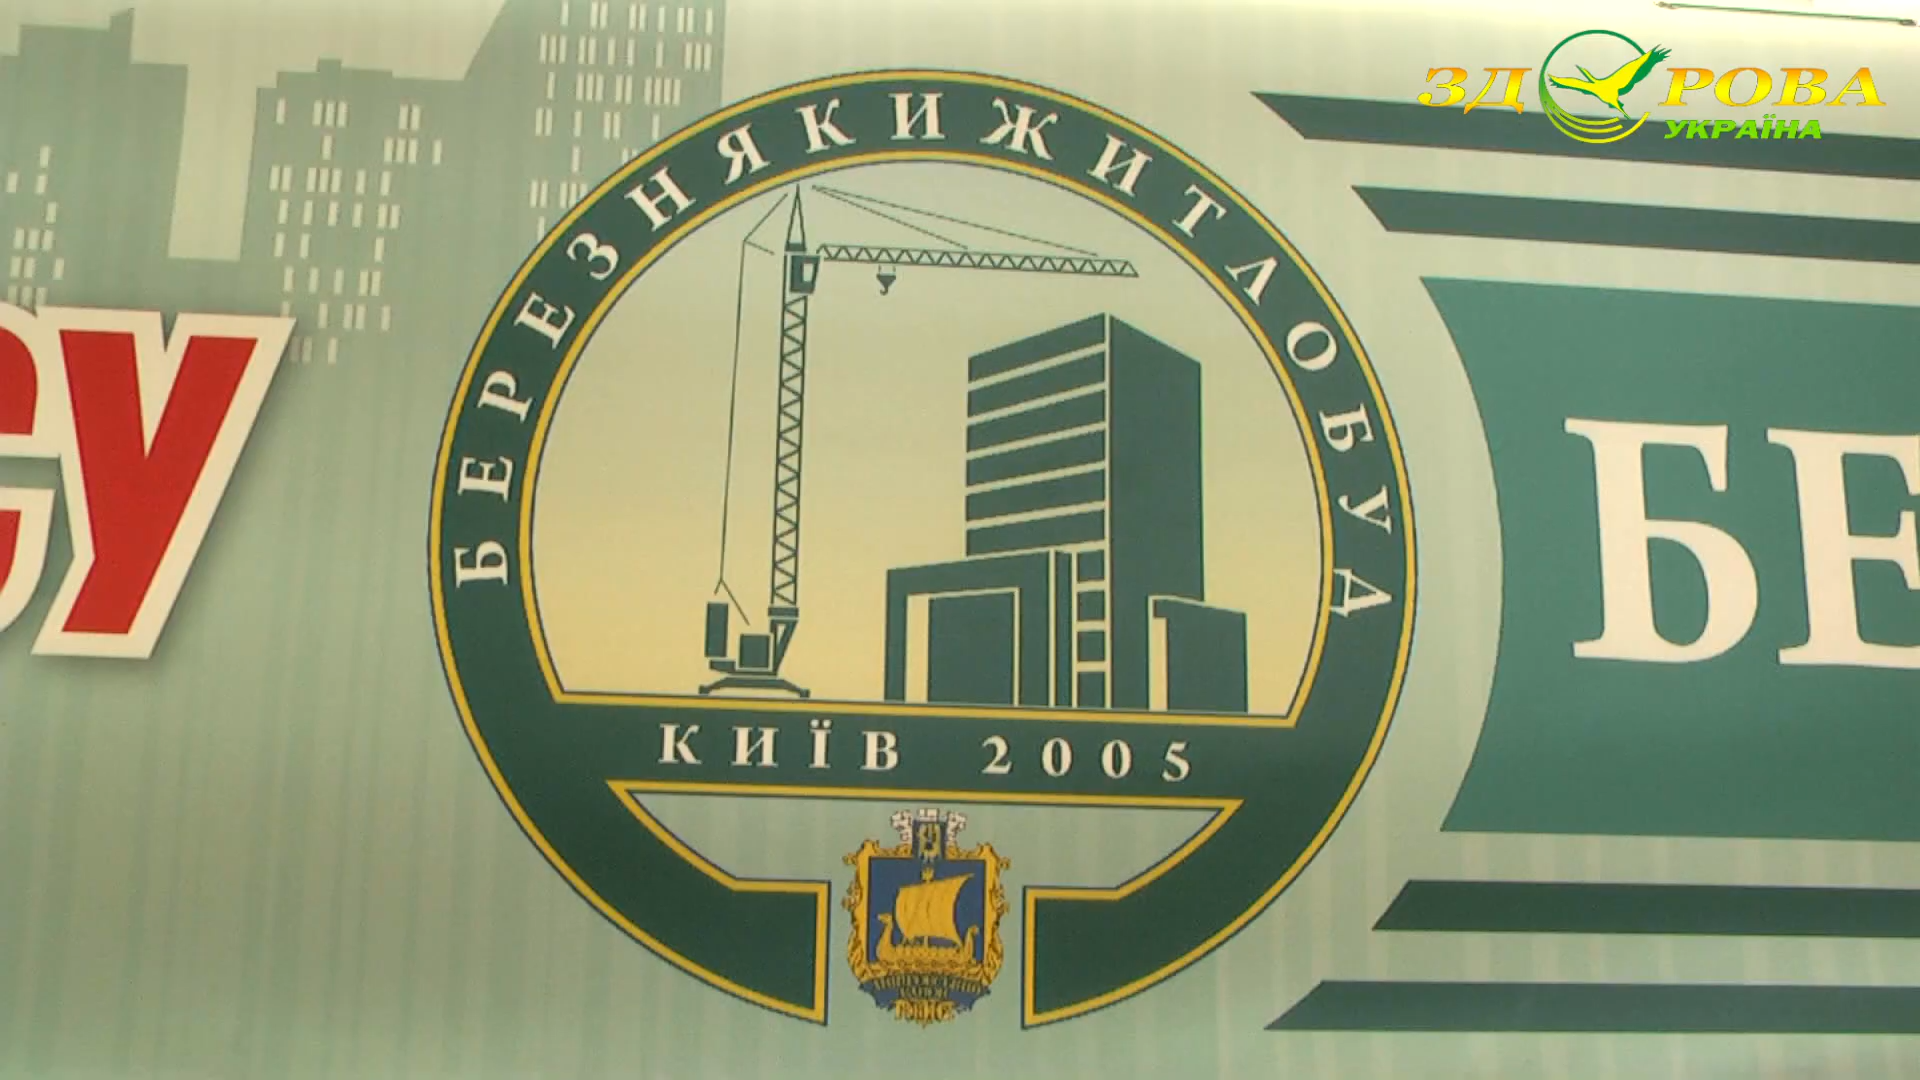 ЗДОРОВА
УКРАЇНА
БЕРЕЗНЯКИЖИТЛОБУД
СУ
БЕ
КИЇВ 2005